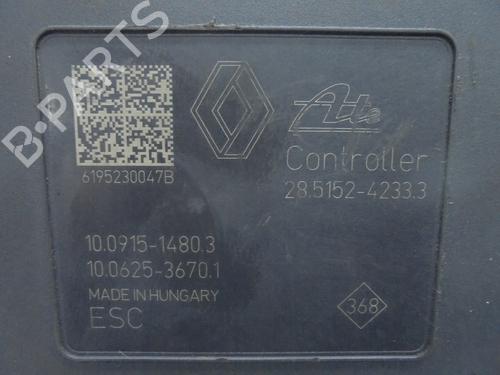 B-PARTS
6195230047B
Ate
Controller
28.5152-4233.3
10.0915-1480.3
10.0625-3670.1
MADE IN HUNGARY
ESC
368